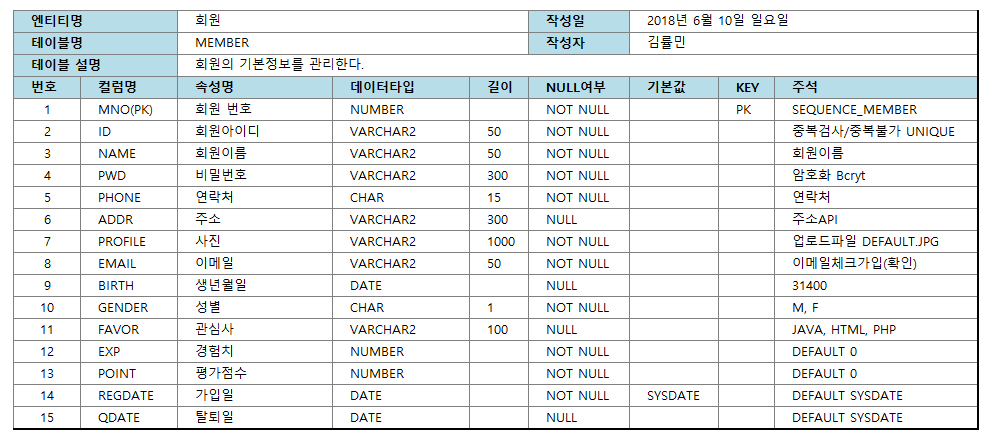 엔티티명 회원 작성일 2018년 6월 10일 일요일
테이블명 MEMBER 작성자 김률민
테이블 설명 회원의 기본정보를 관리한다.
번호 컬럼명 속성명 데이터타입 길이 NULL여부 기본값 KEY 주석
1 MNO(PK) 회원 번호 NUMBER NOT NULL PK SEQUENCE_MEMBER
2 ID 회원아이디 VARCHAR2 50 NOT NULL 중복검사/중복불가 UNIQUE
3 NAME 회원이름 VARCHAR2 50 NOT NULL 회원이름
4 PWD 비밀번호 VARCHAR2 300 NOT NULL 암호화 Bcryt
5 PHONE 연락처 CHAR 15 NOT NULL 연락처
6 ADDR 주소 VARCHAR2 300 NULL 주소API
7 PROFILE 사진 VARCHAR2 1000 NOT NULL 업로드파일 DEFAULT.JPG
8 EMAIL 이메일 VARCHAR2 50 NOT NULL 이메일체크가입(확인)
9 BIRTH 생년월일 DATE NULL 31400
10 GENDER 성별 CHAR 1 NOT NULL M, F
11 FAVOR 관심사 VARCHAR2 100 NULL JAVA, HTML, PHP
12 EXP 경험치 NUMBER NOT NULL DEFAULT 0
13 POINT 평가점수 NUMBER NOT NULL DEFAULT 0
14 REGDATE 가입일 DATE NOT NULL SYSDATE DEFAULT SYSDATE
15 QDATE 탈퇴일 DATE NULL DEFAULT SYSDATE